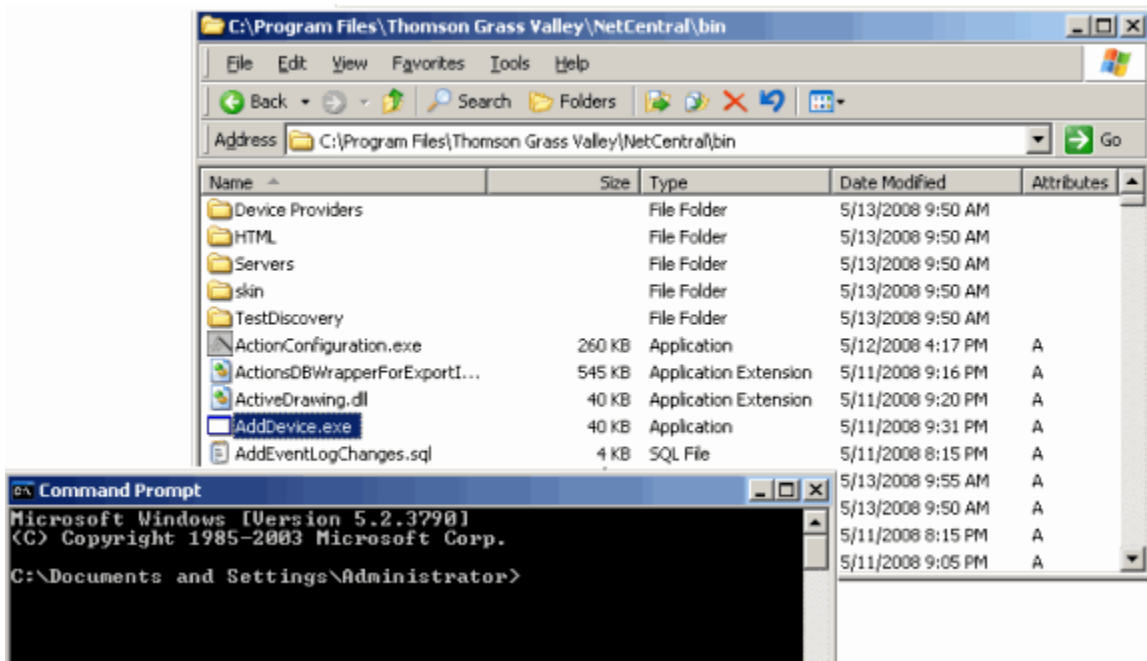 C:\Program Files\Thomson Grass Valley\NetCentral\bin
File Edit View Favorites Tools Help
Back Search Folders
Address C:\Program Files\Thomson Grass Valley\NetCentral\bin Go
Name Size Type Date Modified Attributes
Device Providers File Folder 5/13/2008 9:50 AM
HTML File Folder 5/13/2008 9:50 AM
Servers File Folder 5/13/2008 9:50 AM
skin File Folder 5/13/2008 9:50 AM
TestDiscovery File Folder 5/13/2008 9:50 AM
ActionConfiguration.exe 260 KB Application 5/12/2008 4:17 PM A
ActionsDBWrapperForExportI... 545 KB Application Extension 5/11/2008 9:16 PM A
ActiveDrawing.dll 40 KB Application Extension 5/11/2008 9:20 PM A
AddDevice.exe 40 KB Application 5/11/2008 9:31 PM A
AddEventLogChanges.sql 4 KB SQL File 5/11/2008 8:15 PM A
5/13/2008 9:55 AM A
5/13/2008 9:50 AM A
5/11/2008 8:15 PM A
5/11/2008 9:05 PM A
Command Prompt
Microsoft Windows [Version 5.2.3790]
(C) Copyright 1985-2003 Microsoft Corp.
C:\Documents and Settings\Administrator>